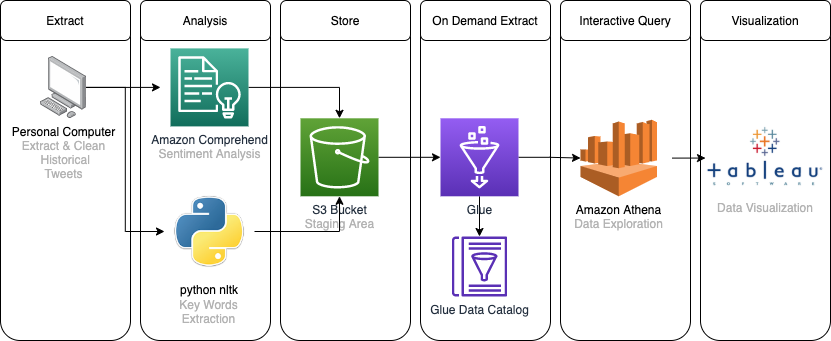 Extract
Analysis
Store
On Demand Extract
Interactive Query
Visualization
Personal Computer
Extract & Clean
Historical
Tweets
Amazon Comprehend
Sentiment Analysis
python nltk
Key Words
Extraction
S3 Bucket
Staging Area
Glue
Glue Data Catalog
Amazon Athena
Data Exploration
+ableau®
SOFTWARE
Data Visualization